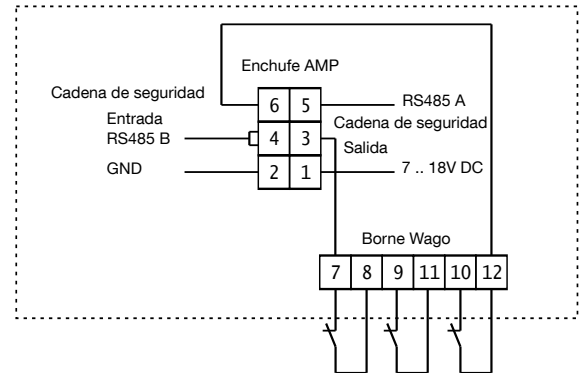 Enchufe AMP
Cadena de seguridad
Entrada
6 5
RS485 A
Cadena de seguridad
Salida
RS485 B
4 3
GND
2 1
7 .. 18V DC
Borne Wago
7 8 9 11 10 12